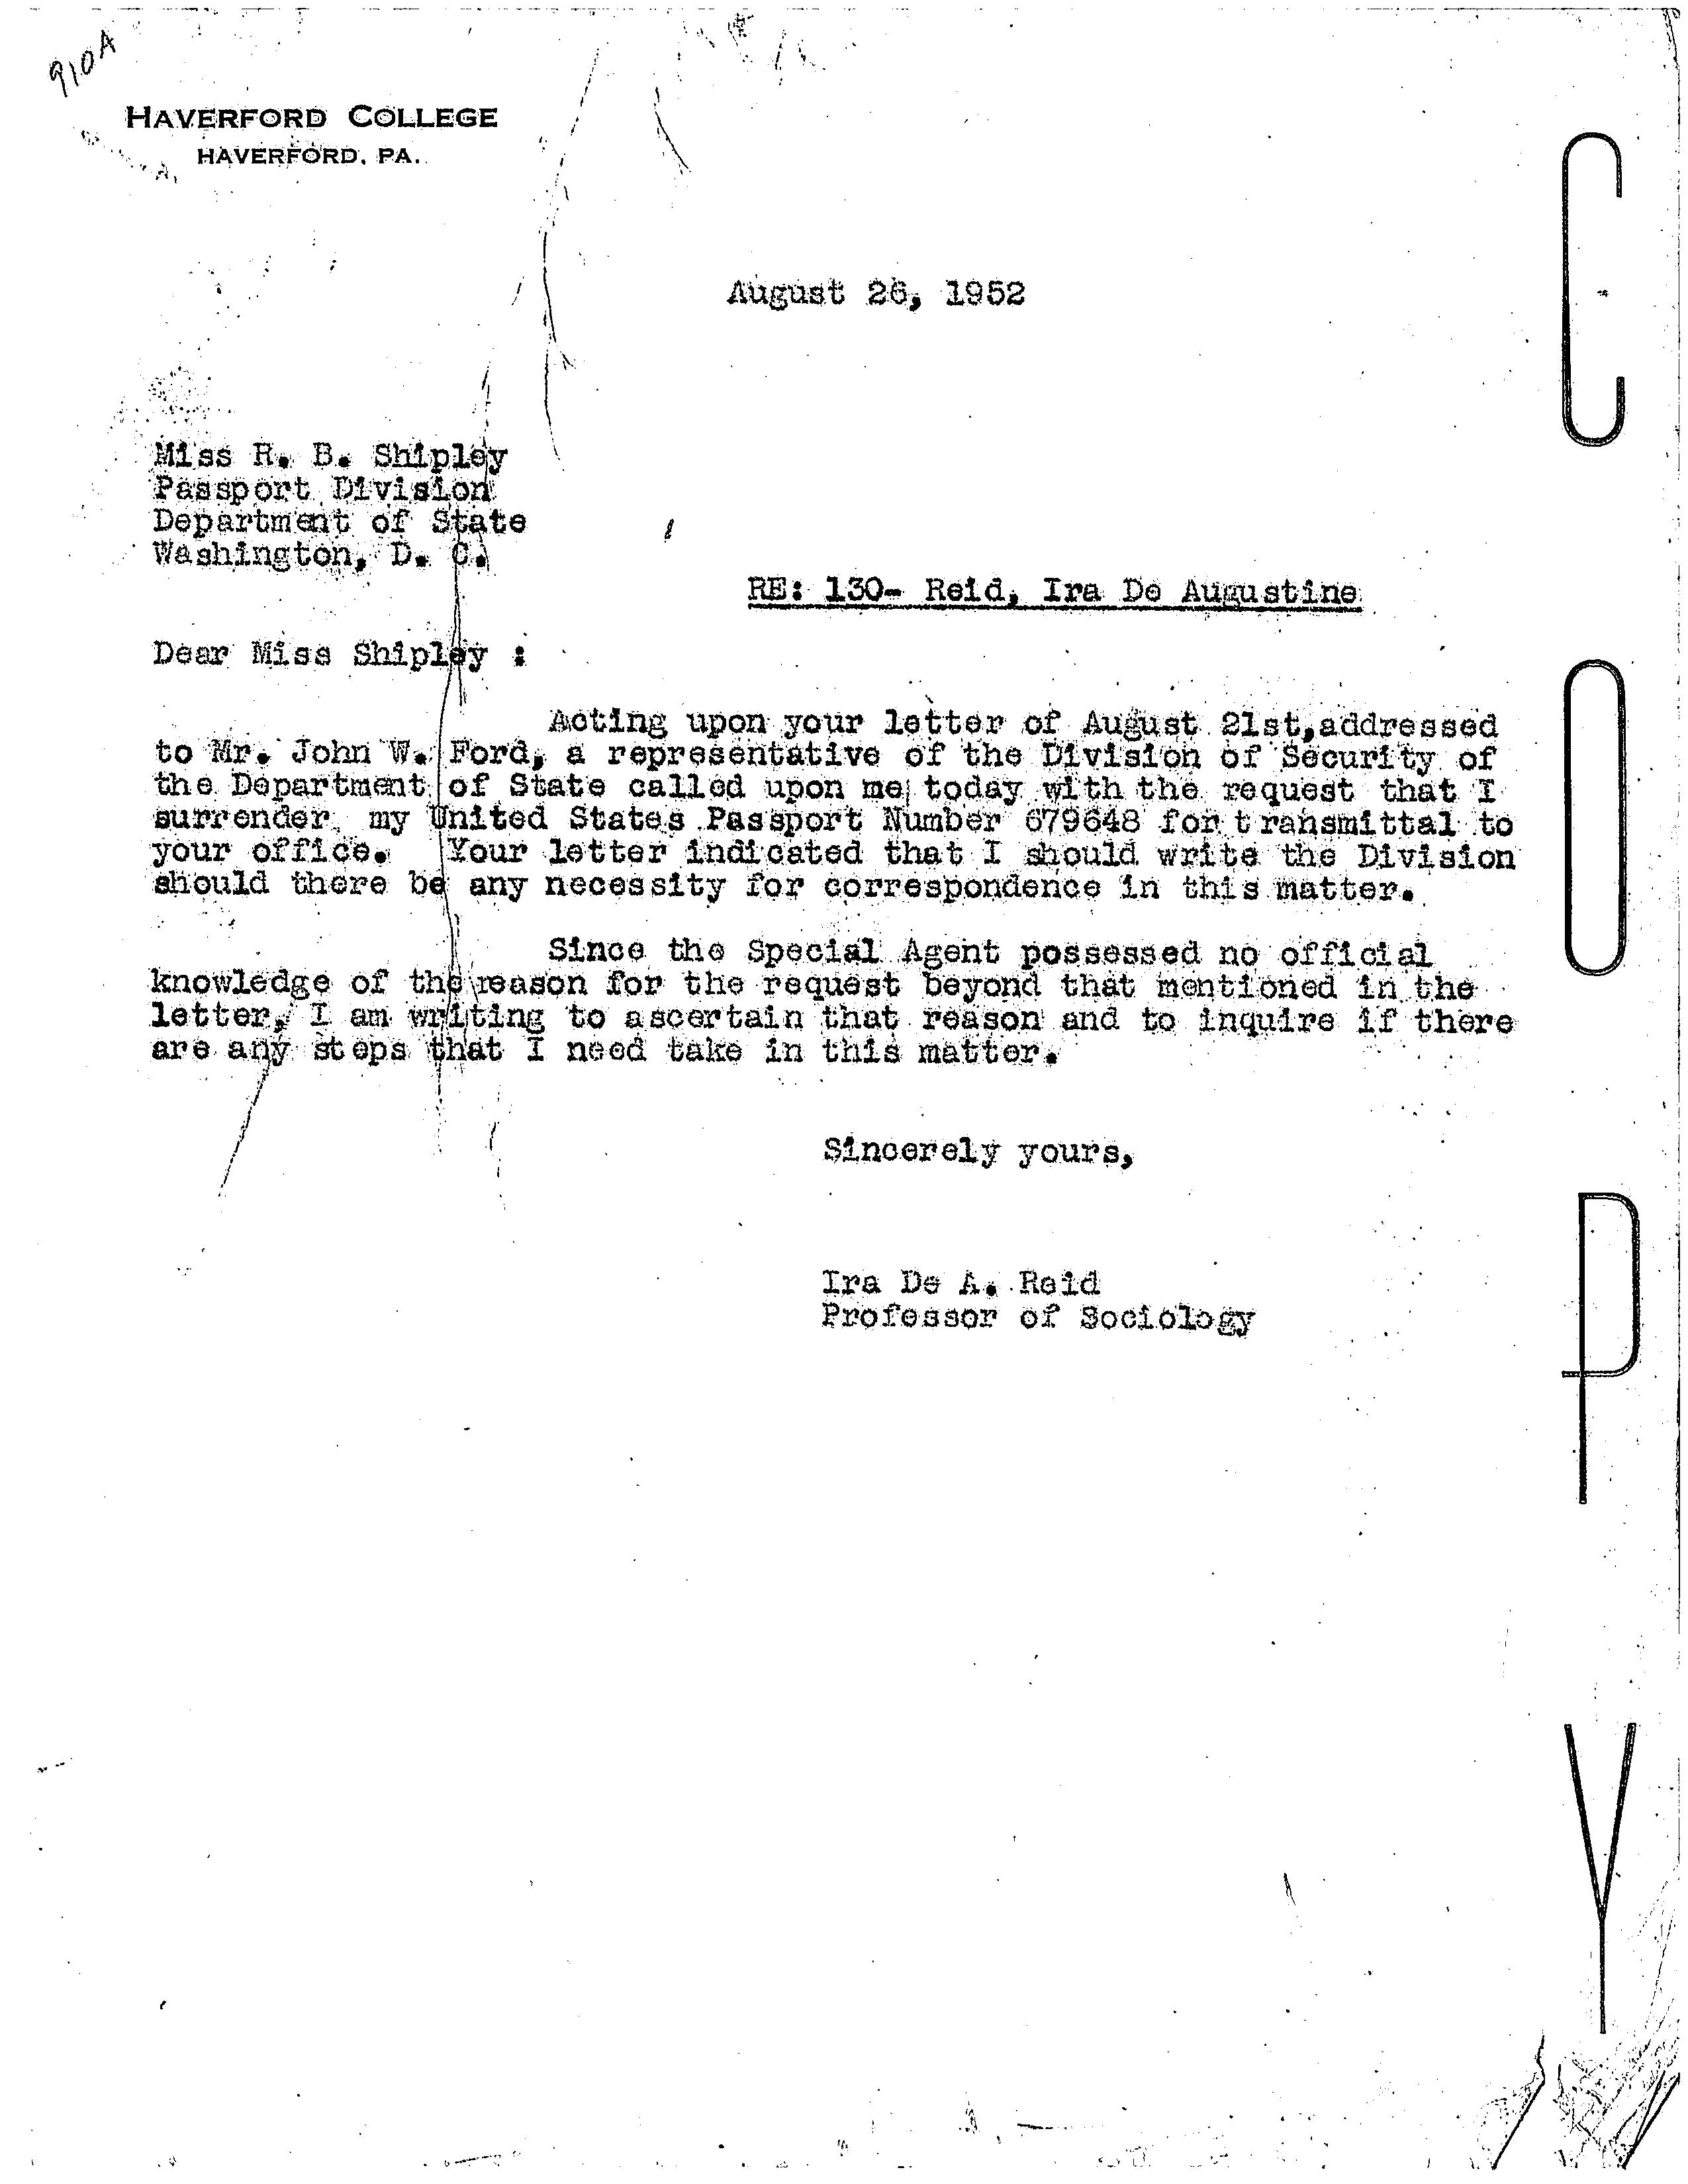 910A
HAVERFORD COLLEGE
HAVERFORD, PA.
August 26, 1952
Miss R. B. Shipley
Passport Division
Department of State
Washington, D. C.
RE: 130- Reid, Ira De Augustine
Dear Miss Shipley :
Acting upon your letter of August 21st,addressed
to Mr. John W. Ford, a representative of the Division of Security of
the Department of State called upon me today with the request that I
surrender my United States Passport Number 679648 for transmittal to
your office. Your letter indicated that I should write the Division
should there be any necessity for correspondence in this matter.
Since the Special Agent possessed no official
knowledge of the reason for the request beyond that mentioned in the
letter, I am writing to ascertain that reason and to inquire if there
are any steps that I need take in this matter.
Sincerely yours,
Ira De A. Reid
Professor of Sociology
COPY